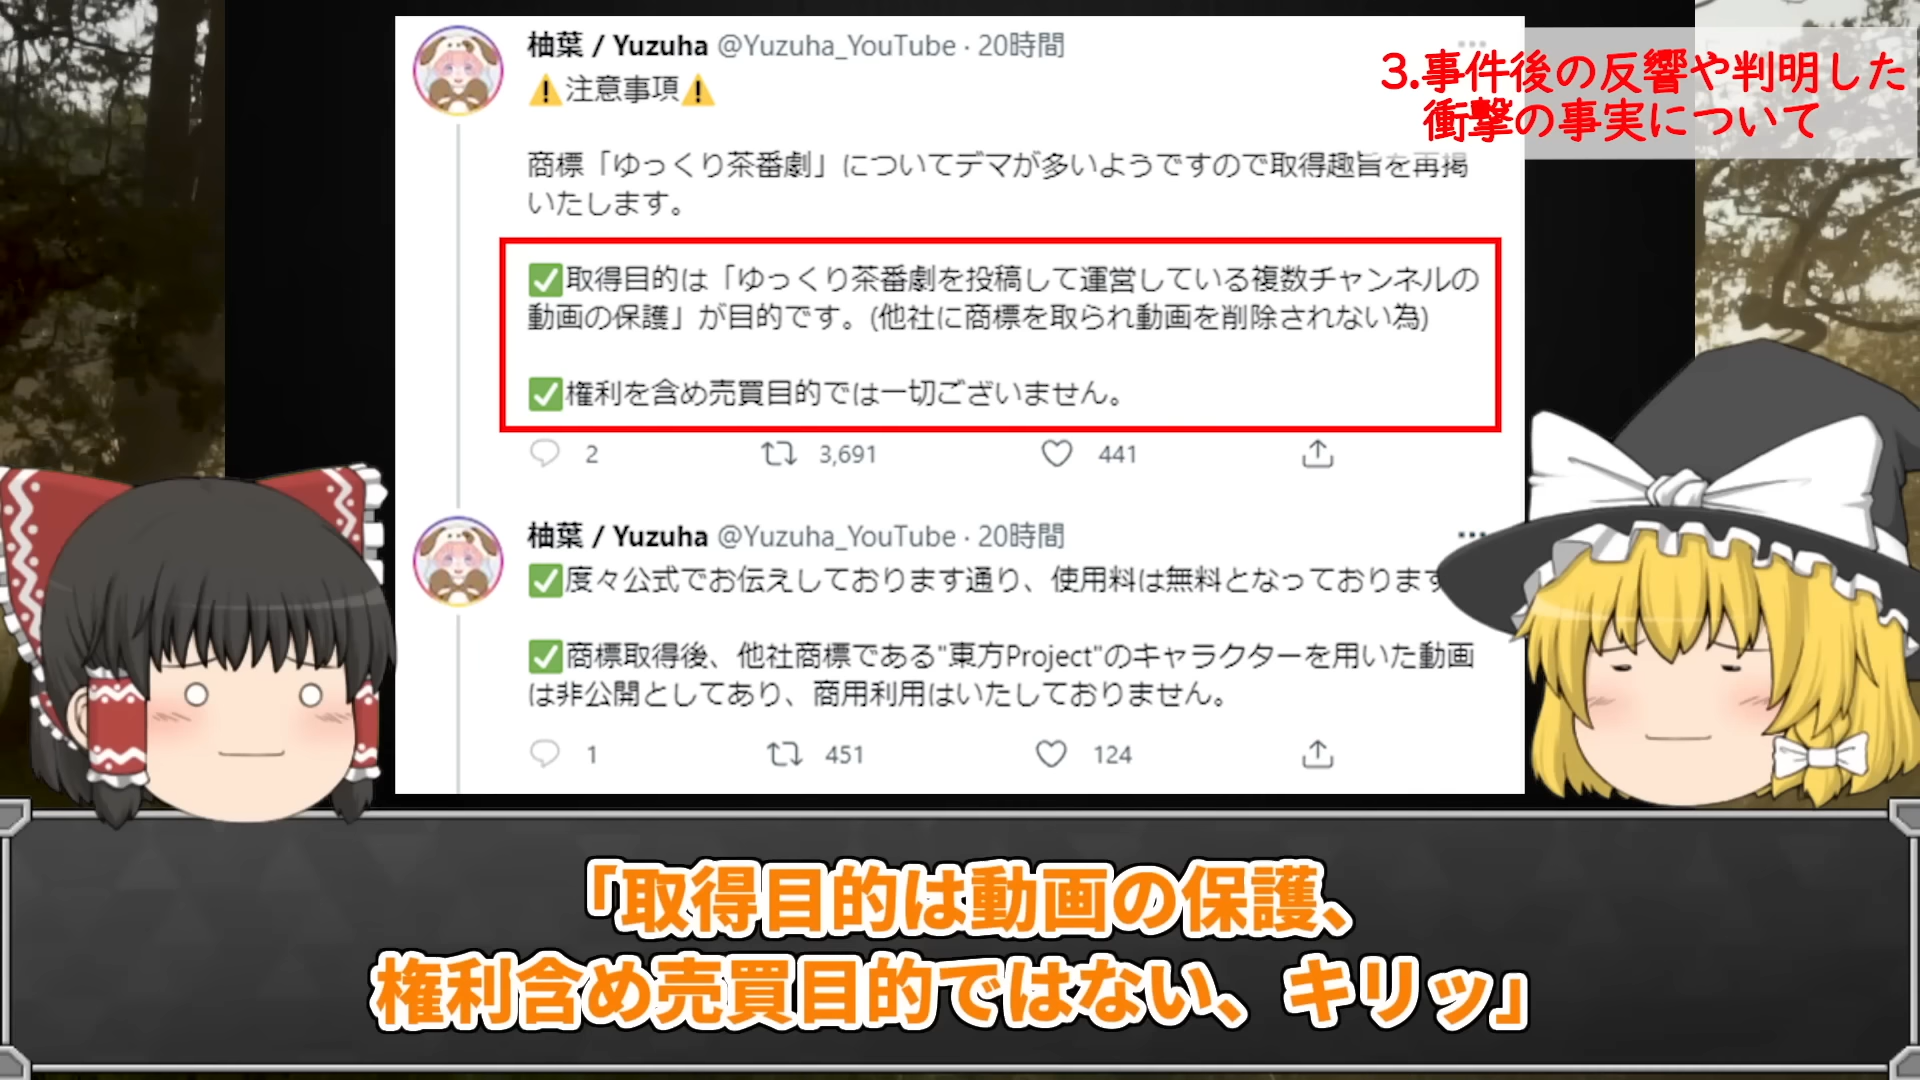 柚葉 / Yuzuha @Yuzuha_YouTube · 20時間
⚠注意事項⚠
3.事件後の反響や判明した
衝撃の事実について
商標「ゆっくり茶番劇」についてデマが多いようですので取得趣旨を再掲
いたします。
✅取得目的は「ゆっくり茶番劇を投稿して運営している複数チャンネルの
動画の保護」が目的です。(他社に商標を取られ動画を削除されない為)
✅権利を含め売買目的では一切ございません。
2 3,691 441
柚葉 / Yuzuha @Yuzuha_YouTube · 20時間
✅度々公式でお伝えしております通り、使用料は無料となっております
✅商標取得後、他社商標である"東方Project"のキャラクターを用いた動画
は非公開としてあり、商用利用はいたしておりません。
1 451 124
「取得目的は動画の保護、
権利含め売買目的ではない、キリッ」